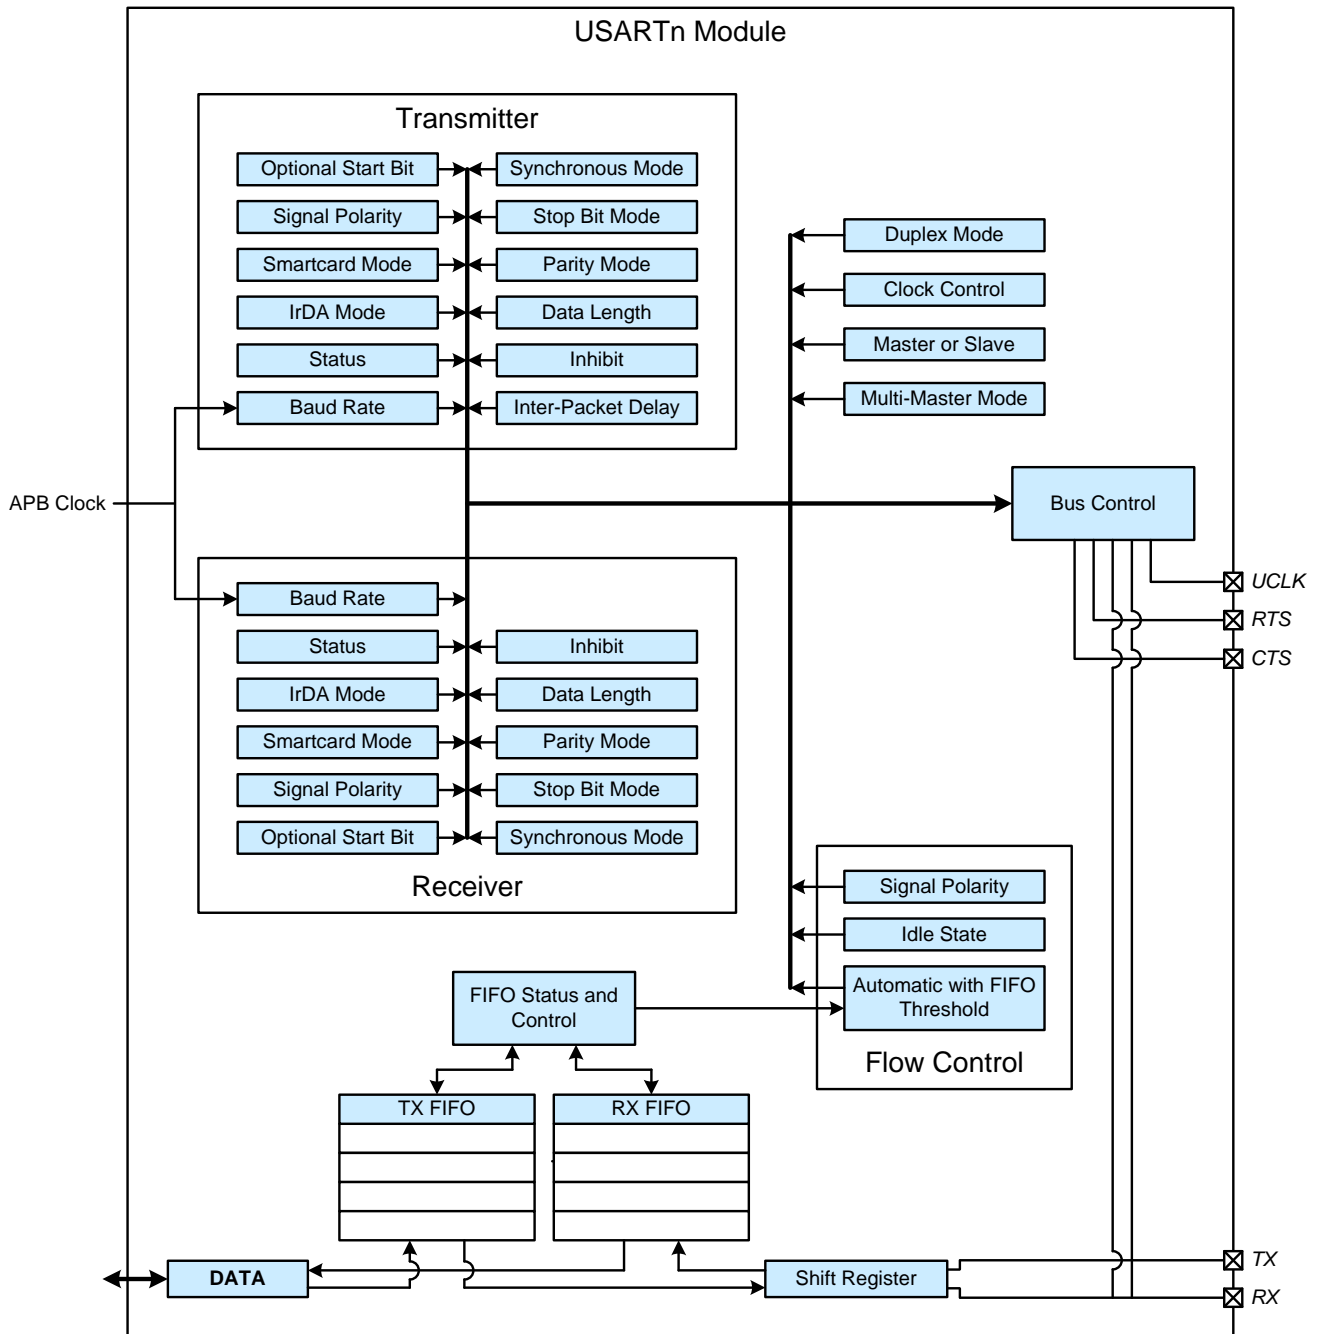 USARTn Module
Transmitter
Optional Start Bit
Synchronous Mode
Signal Polarity
Stop Bit Mode
Smartcard Mode
Parity Mode
IrDA Mode
Data Length
Status
Inhibit
Baud Rate
Inter-Packet Delay
Duplex Mode
Clock Control
Master or Slave
Multi-Master Mode
APB Clock
Bus Control
UCLK
RTS
CTS
Baud Rate
Status
Inhibit
IrDA Mode
Data Length
Smartcard Mode
Parity Mode
Signal Polarity
Stop Bit Mode
Optional Start Bit
Synchronous Mode
Receiver
Signal Polarity
Idle State
Automatic with FIFO
Threshold
Flow Control
FIFO Status and
Control
TX FIFO
RX FIFO
DATA
Shift Register
TX
RX